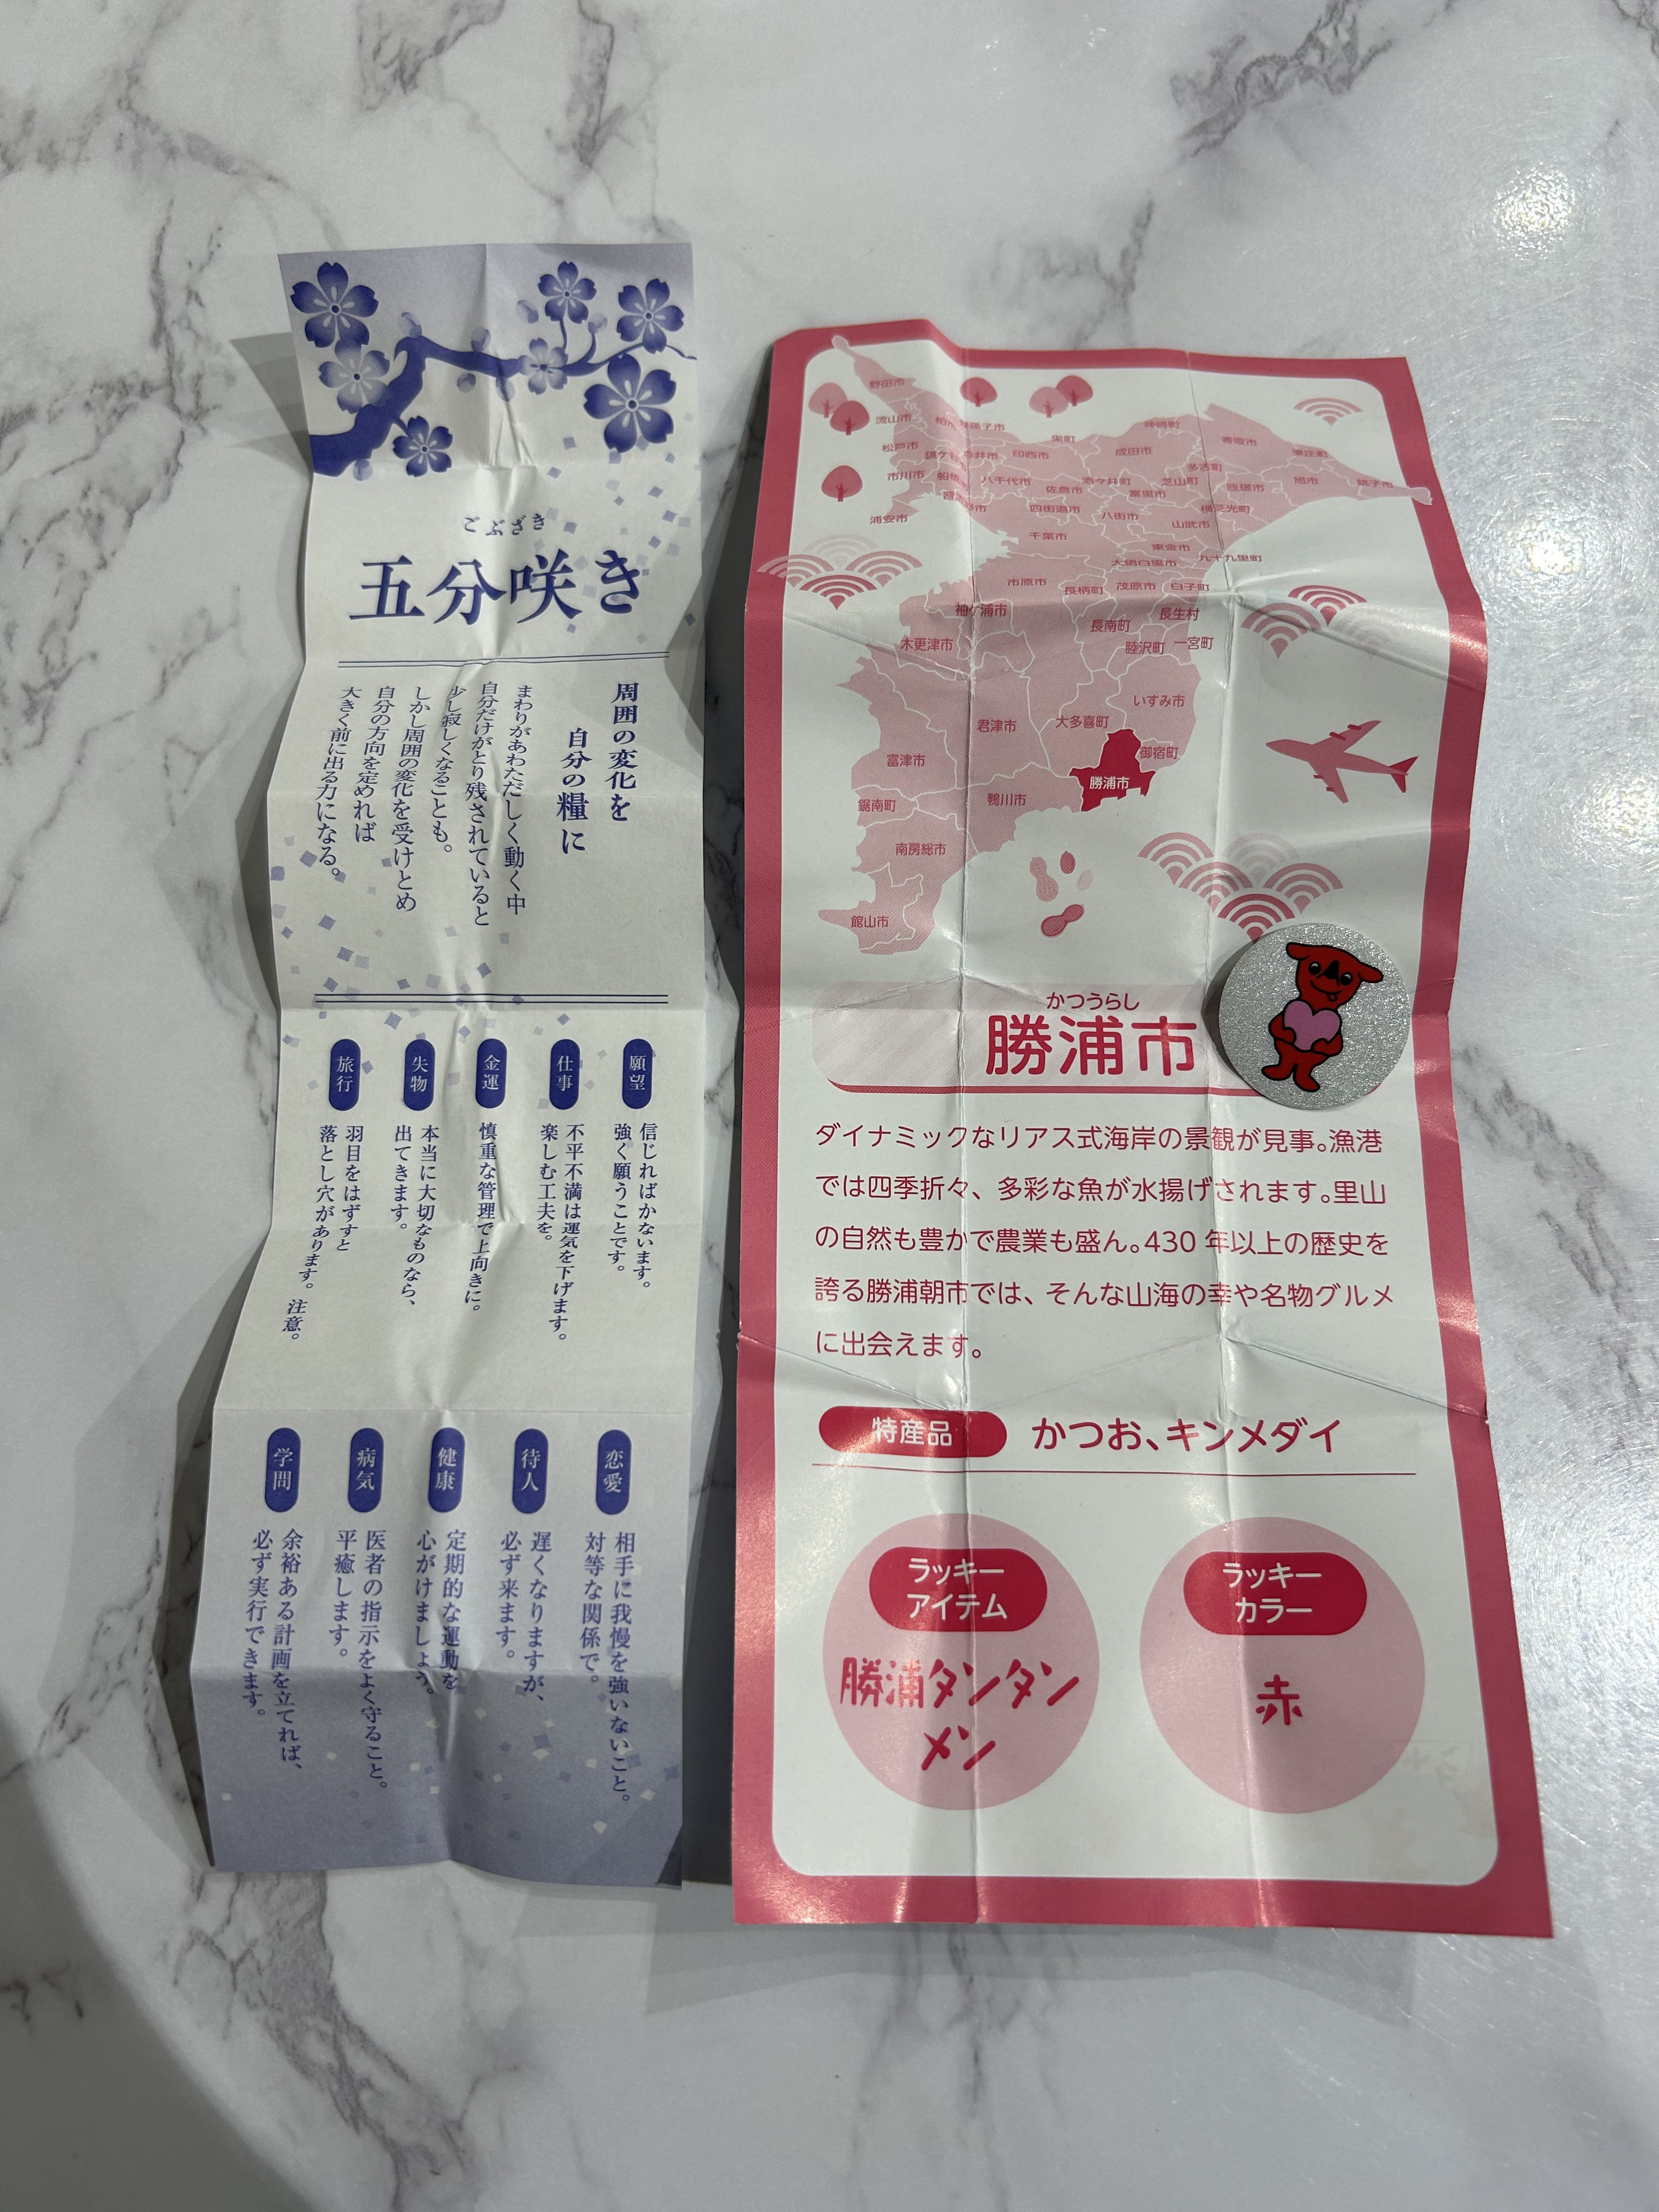 ごぶざき
五分咲き
周囲の変化を
自分の糧に
まわりがあわただしく動く中
自分だけがとり残されていると
少し寂しくなることも。
しかし周囲の変化を受けとめ
自分の方向を定めれば
大きく前に出る力になる。
願望
信じればかないます。
強く願うことです。
仕事
不平不満は運気を下げます。
楽しむ工夫を。
金運
慎重な管理で上向きに。
失物
本当に大切なものなら、
出てきます。
旅行
羽目をはずすと
落とし穴があります。注意。
恋愛
相手に我慢を強いないこと。
対等な関係で。
待人
遅くなりますが、
必ず来ます。
健康
定期的な運動を
心がけましょう。
病気
医者の指示をよく守ること。
平癒します。
学問
余裕ある計画を立てれば、
必ず実行できます。
野田市
流山市
松戸市
市川市
浦安市
栄町
印西市
成田市
香取市
東庄町
多古町
八千代市
佐倉市
酒々井町
芝山町
富里市
匝瑳市
旭市
銚子市
四街道市
八街市
横芝光町
山武市
千葉市
東金市
九十九里町
大網白里市
市原市
長柄町
茂原市
白子町
袖ケ浦市
長南町
長生村
木更津市
睦沢町
一宮町
いすみ市
君津市
大多喜町
御宿町
富津市
勝浦市
鋸南町
鴨川市
南房総市
館山市
かつうらし
勝浦市
ダイナミックなリアス式海岸の景観が見事。漁港
では四季折々、多彩な魚が水揚げされます。里山
の自然も豊かで農業も盛ん。430 年以上の歴史を
誇る勝浦朝市では、そんな山海の幸や名物グルメ
に出会えます。
特産品 かつお、キンメダイ
ラッキー
アイテム
勝浦タンタン
メン
ラッキー
カラー
赤